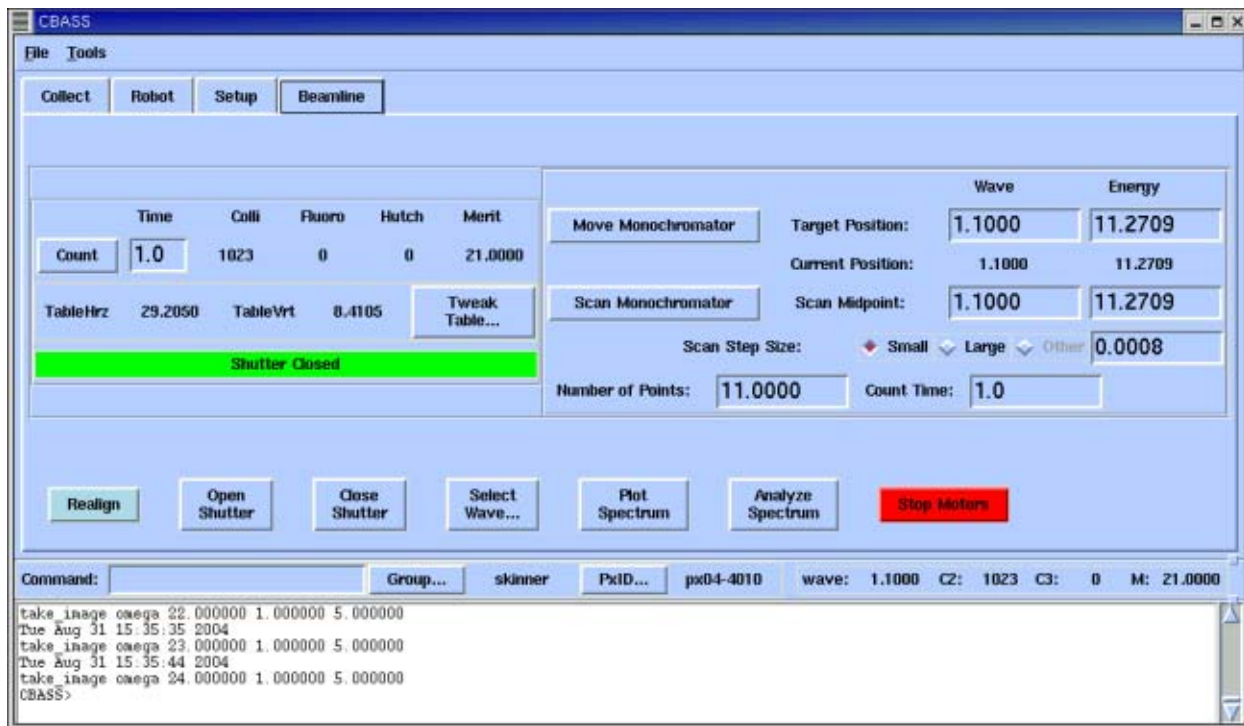 CBASS
File Tools
Collect Robot Setup Beamline
Wave Energy
Time Colli Fluoro Hutch Merit
Move Monochromator Target Position: 1.1000 11.2709
Count 1.0 1023 0 0 21.0000
Current Position: 1.1000 11.2709
TableHrz 29.2050 TableVrt 8.4105 Tweak Table...
Scan Monochromator Scan Midpoint: 1.1000 11.2709
Scan Step Size: Small Large Other 0.0008
Shutter Closed
Number of Points: 11.0000 Count Time: 1.0
Realign Open Shutter Close Shutter Select Wave... Plot Spectrum Analyze Spectrum Stop Motors
Command: Group... skinner PxID... px04-4010 wave: 1.1000 C2: 1023 C3: 0 M: 21.0000
take_image omega 22.000000 1.000000 5.000000
Tue Aug 31 15:35:35 2004
take_image omega 23.000000 1.000000 5.000000
Tue Aug 31 15:35:44 2004
take_image omega 24.000000 1.000000 5.000000
CBASS>